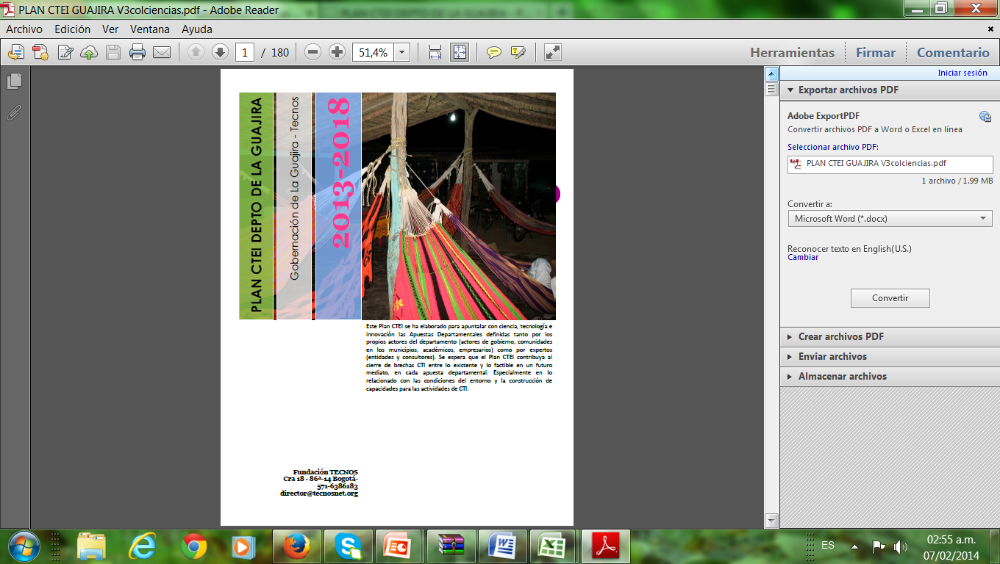 PLAN CTEI GUAJIRA V3colciencias.pdf - Adobe Reader
Archivo Edición Ver Ventana Ayuda
1 / 180 51,4% Herramientas Firmar Comentario
Iniciar sesión
Exportar archivos PDF
Adobe ExportPDF
Convertir archivos PDF a Word o Excel en línea
Seleccionar archivo PDF:
PLAN CTEI GUAJIRA V3colciencias.pdf
1 archivo / 1.99 MB
Convertir a:
Microsoft Word (*.docx)
Reconocer texto en English(U.S.)
Cambiar
Convertir
Crear archivos PDF
Enviar archivos
Almacenar archivos
PLAN CTEI DEPTO DE LA GUAJIRA
Gobernación de La Guajira - Tecnos
2013-2018
Este Plan CTEI se ha elaborado para apuntalar con ciencia, tecnología e
innovación las Apuestas Departamentales definidas tanto por los
propios actores del departamento (actores de gobierno, comunidades
en los municipios, académicos, empresarios) como por expertos
(entidades y consultores). Se espera que el Plan CTEI contribuya al
cierre de brechas CTI entre lo existente y lo factible en un futuro
mediato, en cada apuesta departamental. Especialmente en lo
relacionado con las condiciones del entorno y la construcción de
capacidades para las actividades de CTI.
Fundación TECNOS
Cra 18 · 86ª-14 Bogotá-
571-6386183
director@tecnosnet.org
ES
02:55 a.m.
07/02/2014